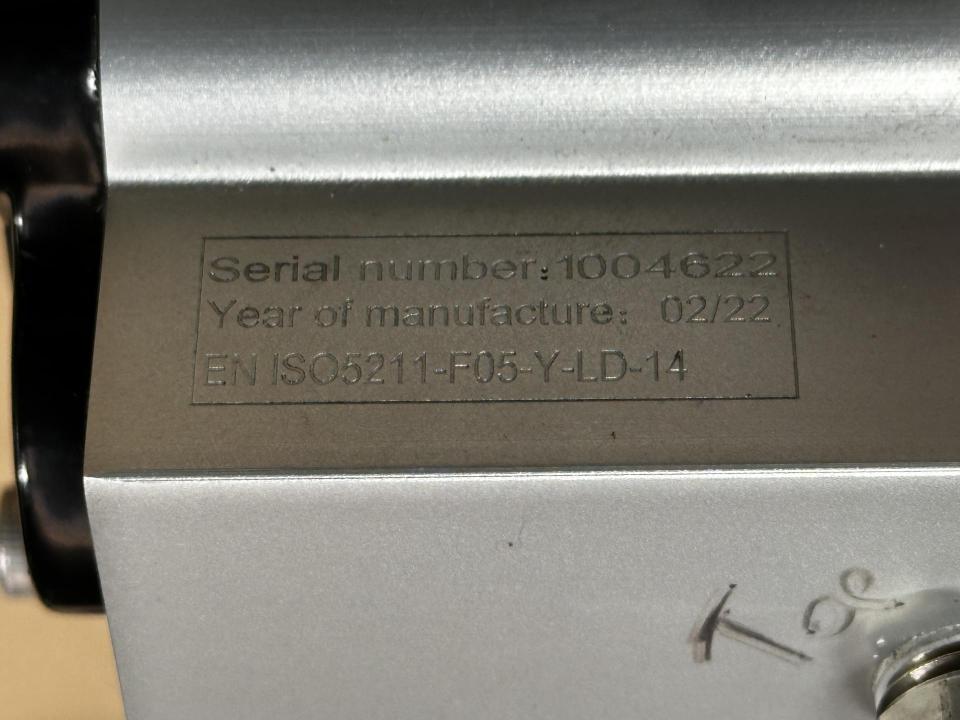 Serial number:1004622
Year of manufacture: 02/22
EN ISO5211-F05-Y-LD-14